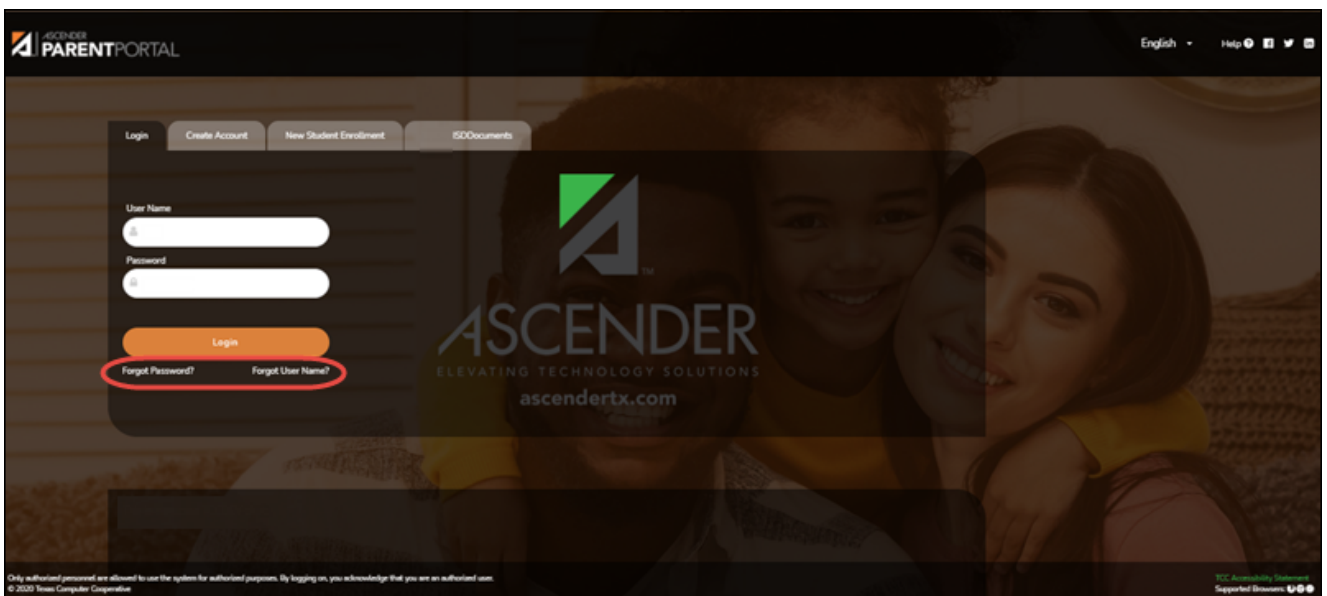 ASCENDER
PARENTPORTAL
English
Help
Login
Create Account
New Student Enrollment
ISDDocuments
User Name
Password
Login
Forgot Password?
Forgot User Name?
TM
ASCENDER
ELEVATING TECHNOLOGY SOLUTIONS
ascendertx.com
Only authorized personnel are allowed to use the system for authorized purposes. By logging on, you acknowledge that you are an authorized user.
© 2020 Texas Computer Cooperative
TCC Accessibility Statement
Supported Browsers: